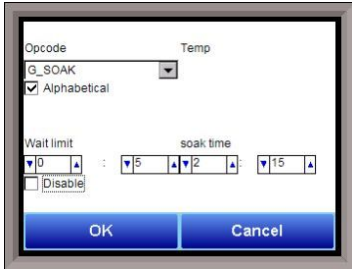 Opcode Temp
G_SOAK
Alphabetical
Wait limit soak time
0 : 5 2 : 15
Disable
OK Cancel